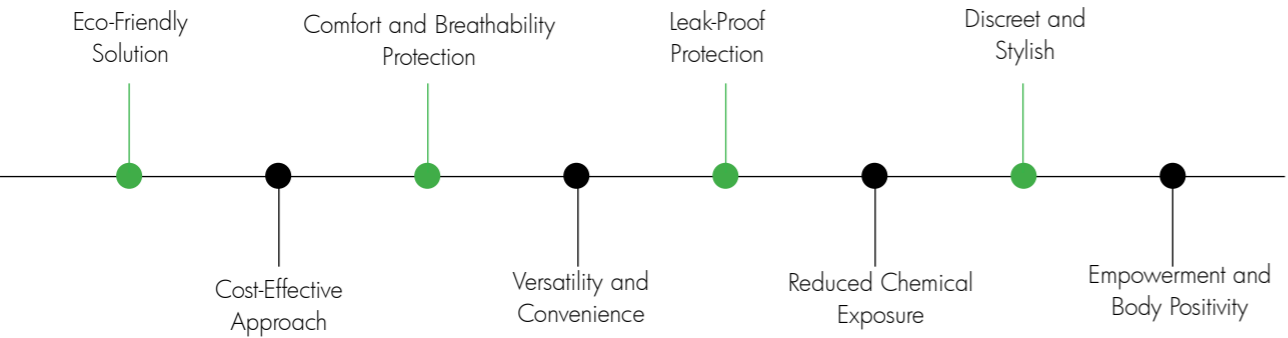 Eco-Friendly
Solution
Comfort and Breathability
Protection
Leak-Proof
Protection
Discreet and
Stylish
Cost-Effective
Approach
Versatility and
Convenience
Reduced Chemical
Exposure
Empowerment and
Body Positivity